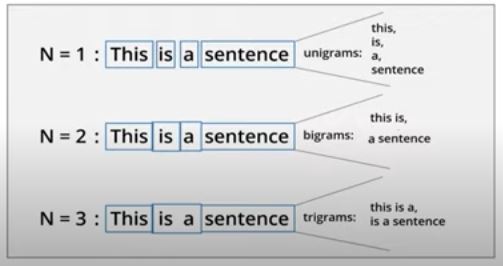 N = 1 : This is a sentence unigrams: this,
is,
a,
sentence
N = 2 : This is a sentence bigrams: this is,
a sentence
N = 3 : This is a sentence trigrams: this is a,
is a sentence